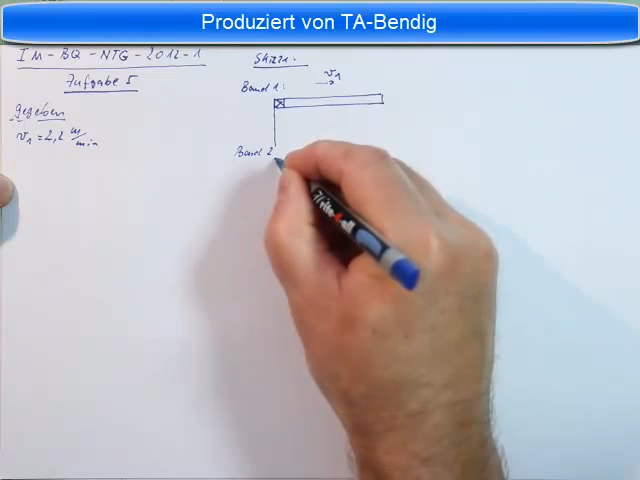 Produziert von TA-Bendig
IM-BQ-NTG-2012-1
Aufgabe 5
Skizze:
v₁
Band 1:
gegeben
v₁ = 2,2 m/min
Band 2